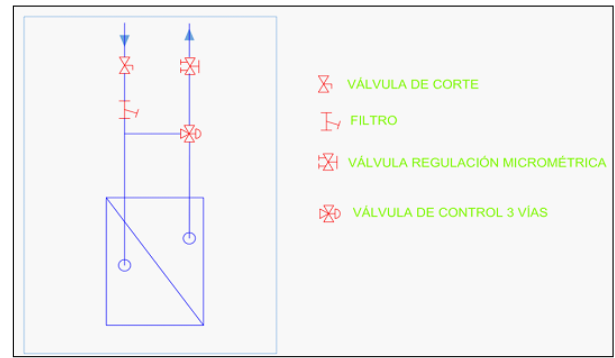 VÁLVULA DE CORTE
FILTRO
VÁLVULA REGULACIÓN MICROMÉTRICA
VÁLVULA DE CONTROL 3 VÍAS